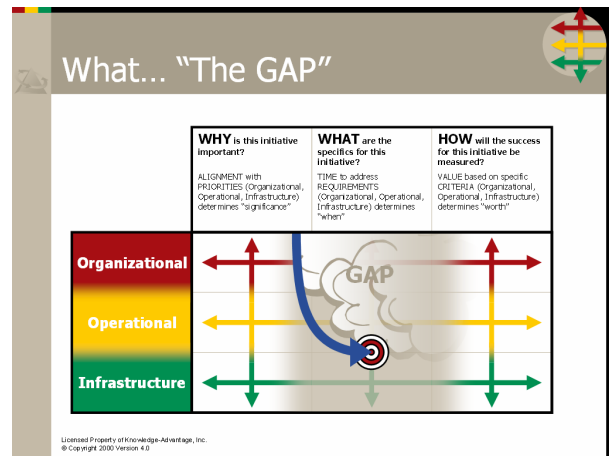 What… “The GAP”
WHY is this initiative
important?
ALIGNMENT with
PRIORITIES (Organizational,
Operational, Infrastructure)
determines “significance”
WHAT are the
specifics for this
initiative?
TIME to address
REQUIREMENTS
(Organizational, Operational,
Infrastructure) determines
“when”
HOW will the success
for this initiative be
measured?
VALUE based on specific
CRITERIA (Organizational,
Operational, Infrastructure)
determines “worth”
Organizational
GAP
Operational
Infrastructure
Licensed Property of Knowledge-Advantage, Inc.
© Copyright 2000 Version 4.0